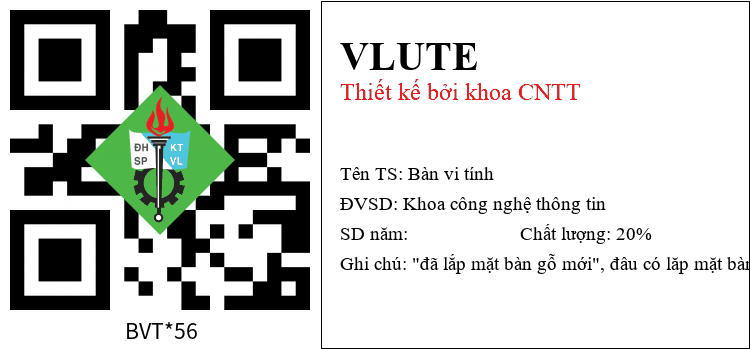 VLUTE
Thiết kế bởi khoa CNTT
ĐH KT
SP VL
Tên TS: Bàn vi tính
ĐVSD: Khoa công nghệ thông tin
SD năm: Chất lượng: 20%
Ghi chú: "đã lắp mặt bàn gỗ mới", đâu có lăp mặt bàn
BVT*56